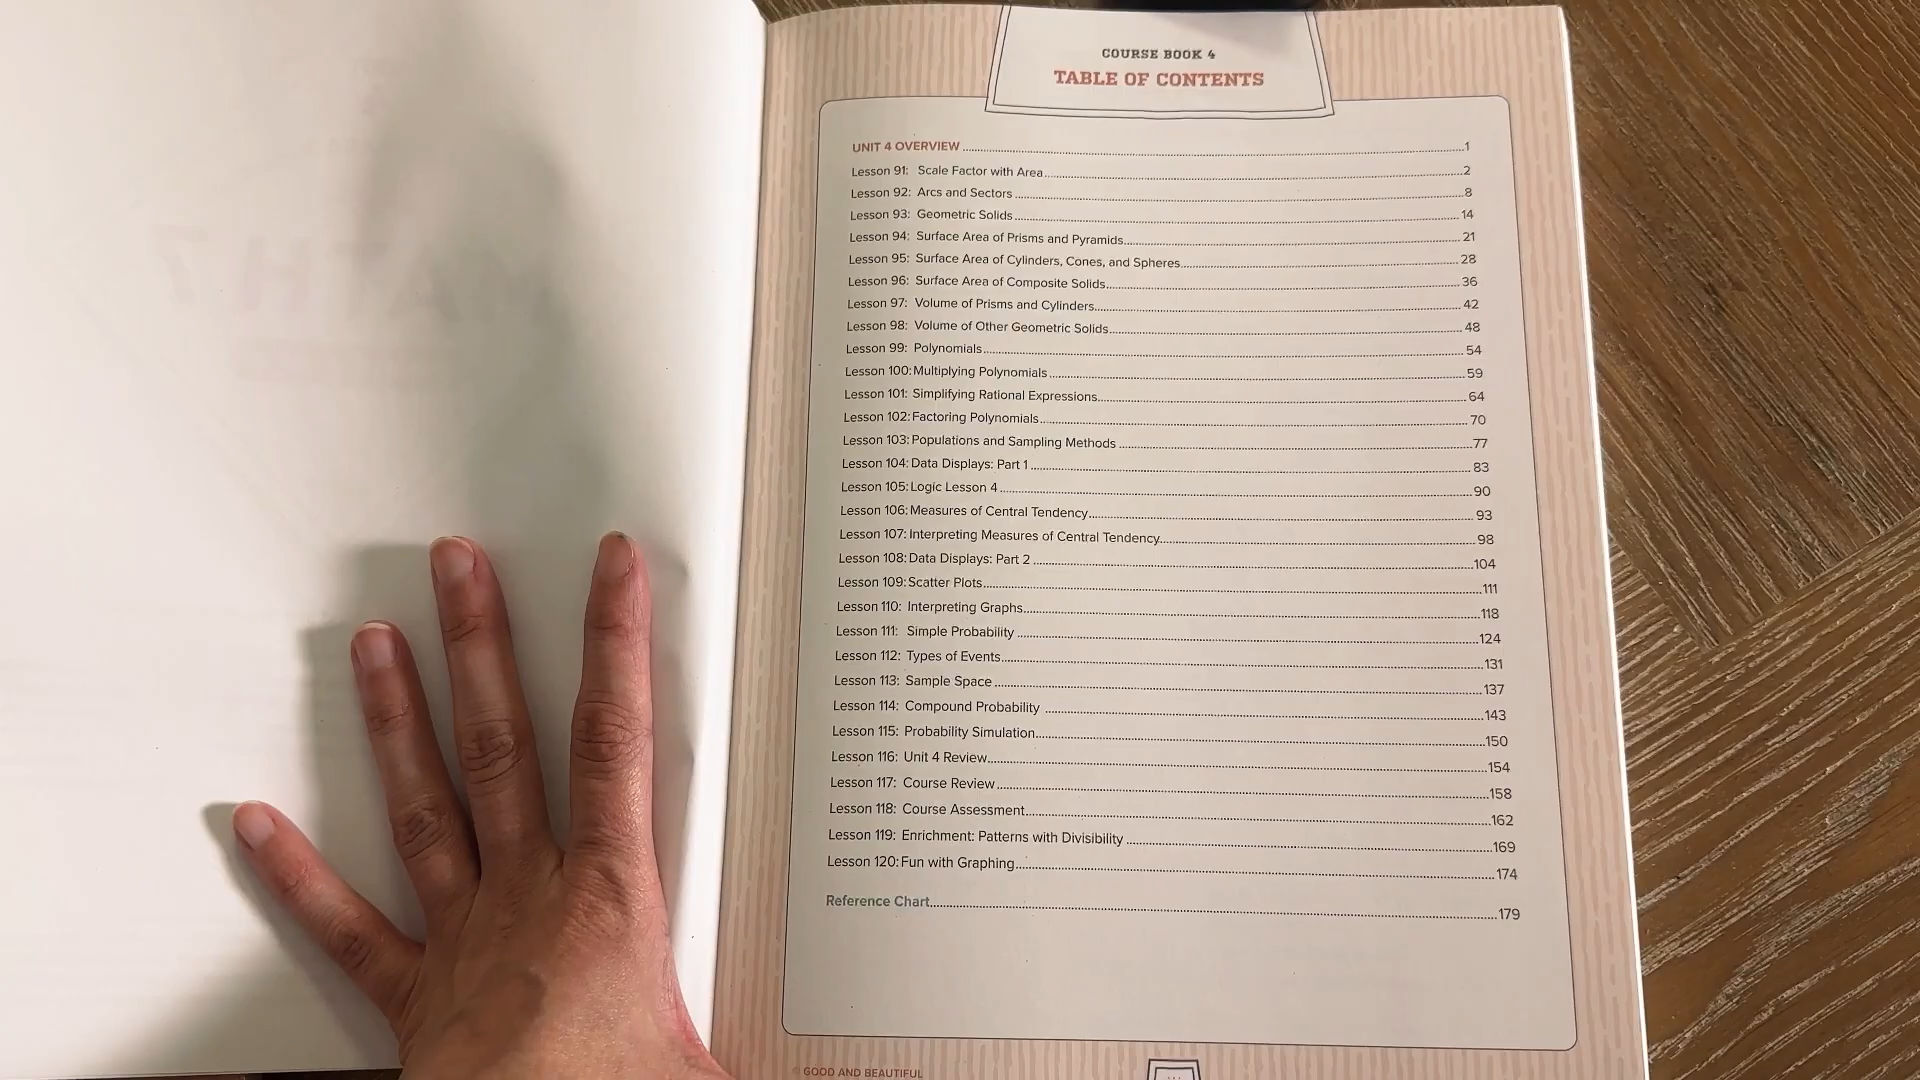 COURSE BOOK 4
TABLE OF CONTENTS
UNIT 4 OVERVIEW 1
Lesson 91: Scale Factor with Area 2
Lesson 92: Arcs and Sectors 8
Lesson 93: Geometric Solids 14
Lesson 94: Surface Area of Prisms and Pyramids 21
Lesson 95: Surface Area of Cylinders, Cones, and Spheres 28
Lesson 96: Surface Area of Composite Solids 36
Lesson 97: Volume of Prisms and Cylinders 42
Lesson 98: Volume of Other Geometric Solids 48
Lesson 99: Polynomials 54
Lesson 100: Multiplying Polynomials 59
Lesson 101: Simplifying Rational Expressions 64
Lesson 102: Factoring Polynomials 70
Lesson 103: Populations and Sampling Methods 77
Lesson 104: Data Displays: Part 1 83
Lesson 105: Logic Lesson 4 90
Lesson 106: Measures of Central Tendency 93
Lesson 107: Interpreting Measures of Central Tendency 98
Lesson 108: Data Displays: Part 2 104
Lesson 109: Scatter Plots 111
Lesson 110: Interpreting Graphs 118
Lesson 111: Simple Probability 124
Lesson 112: Types of Events 131
Lesson 113: Sample Space 137
Lesson 114: Compound Probability 143
Lesson 115: Probability Simulation 150
Lesson 116: Unit 4 Review 154
Lesson 117: Course Review 158
Lesson 118: Course Assessment 162
Lesson 119: Enrichment: Patterns with Divisibility 169
Lesson 120: Fun with Graphing 174
Reference Chart 179
© GOOD AND BEAUTIFUL